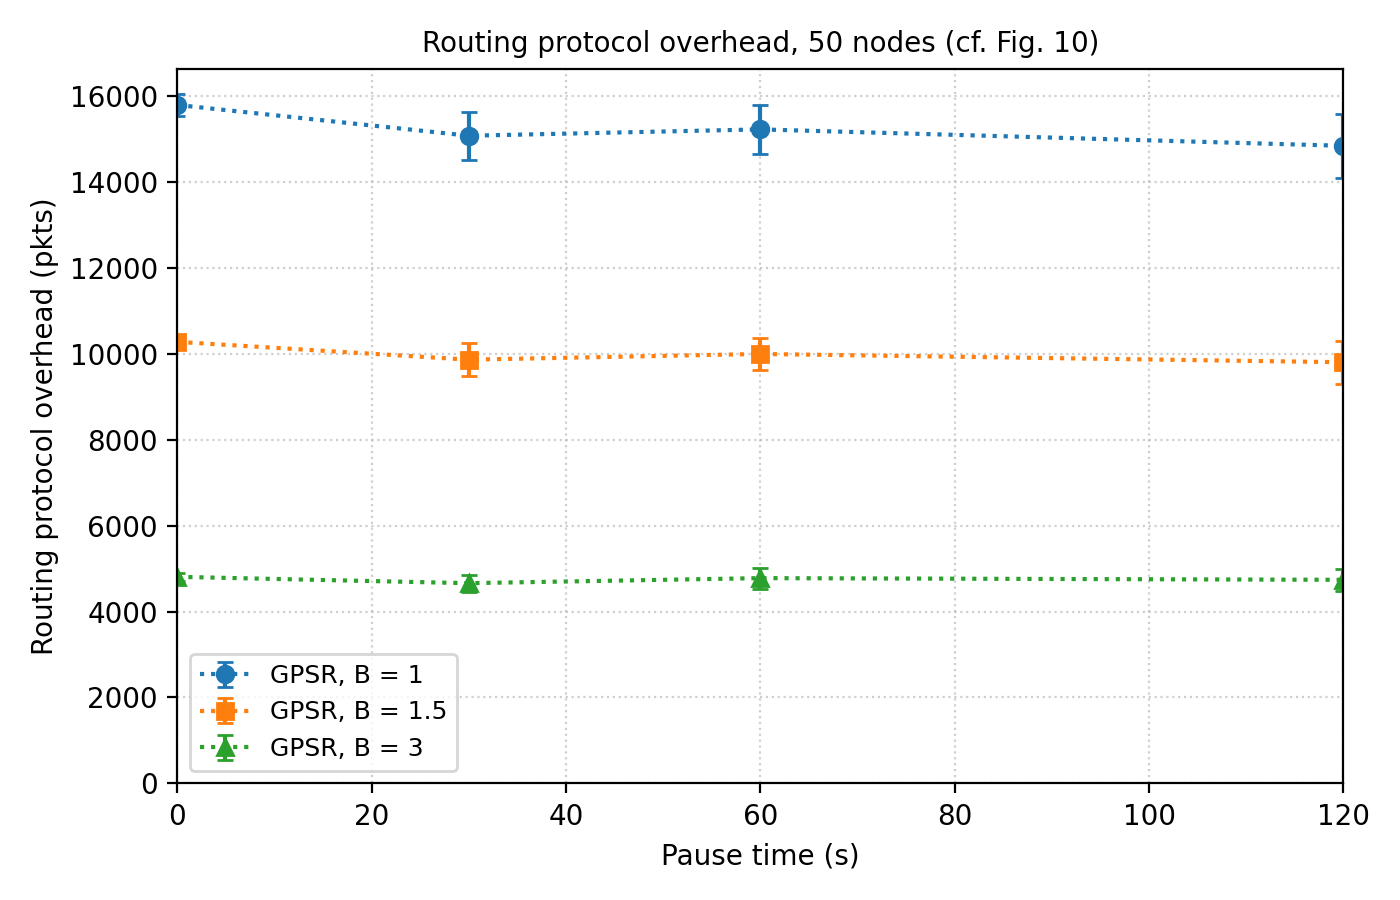 Routing protocol overhead, 50 nodes (cf. Fig. 10)
Routing protocol overhead (pkts)
16000
14000
12000
10000
8000
6000
4000
2000
0
GPSR, B = 1
GPSR, B = 1.5
GPSR, B = 3
0 20 40 60 80 100 120
Pause time (s)